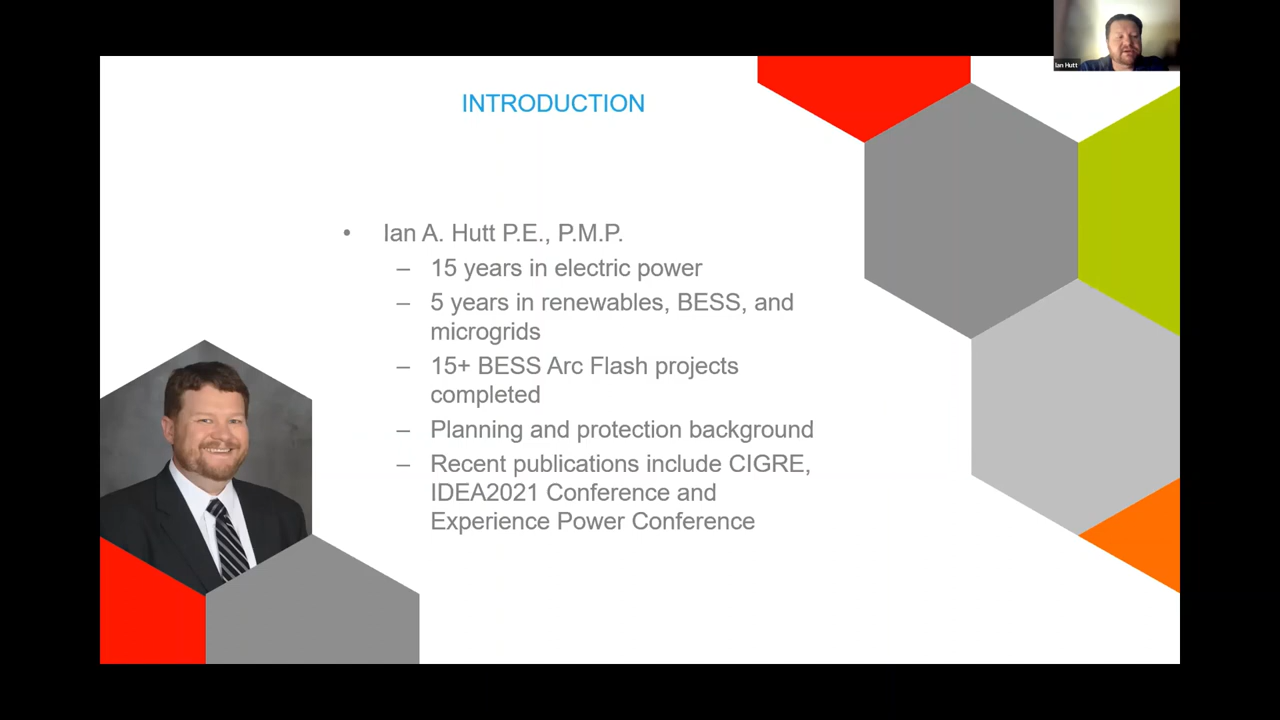 Ian Hutt
INTRODUCTION
• Ian A. Hutt P.E., P.M.P.
– 15 years in electric power
– 5 years in renewables, BESS, and
microgrids
– 15+ BESS Arc Flash projects
completed
– Planning and protection background
– Recent publications include CIGRE,
IDEA2021 Conference and
Experience Power Conference